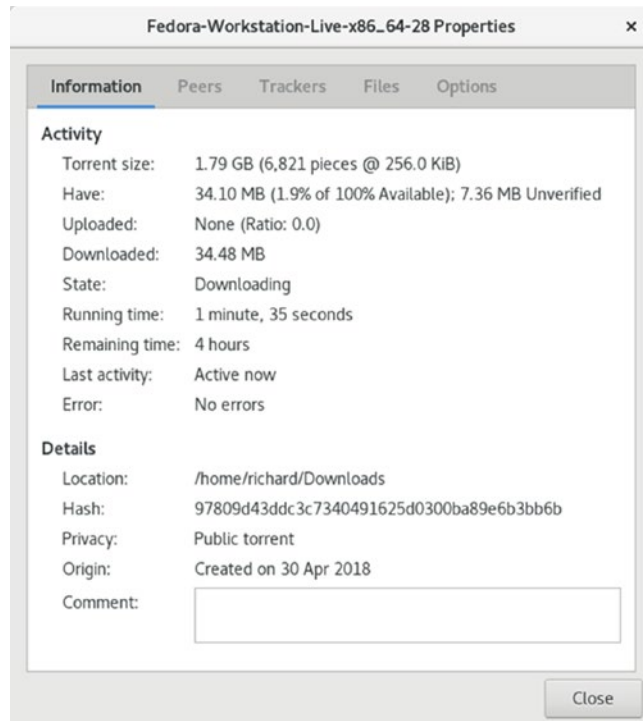 Fedora-Workstation-Live-x86_64-28 Properties ×
Information Peers Trackers Files Options
Activity
Torrent size: 1.79 GB (6,821 pieces @ 256.0 KiB)
Have: 34.10 MB (1.9% of 100% Available); 7.36 MB Unverified
Uploaded: None (Ratio: 0.0)
Downloaded: 34.48 MB
State: Downloading
Running time: 1 minute, 35 seconds
Remaining time: 4 hours
Last activity: Active now
Error: No errors
Details
Location: /home/richard/Downloads
Hash: 97809d43ddc3c7340491625d0300ba89e6b3bb6b
Privacy: Public torrent
Origin: Created on 30 Apr 2018
Comment:
Close